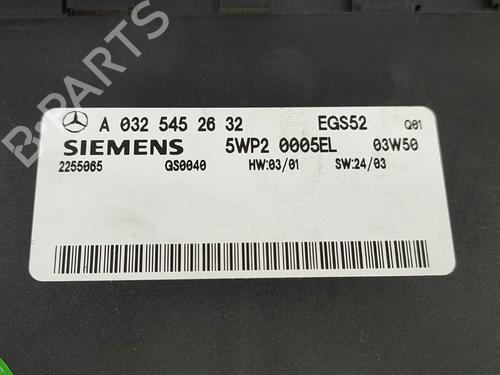 B-PARTS
A 032 545 26 32 EGS52 Q01
SIEMENS 5WP2 0005EL 03W50
2255065 GS0040 HW:03/01 SW:24/03